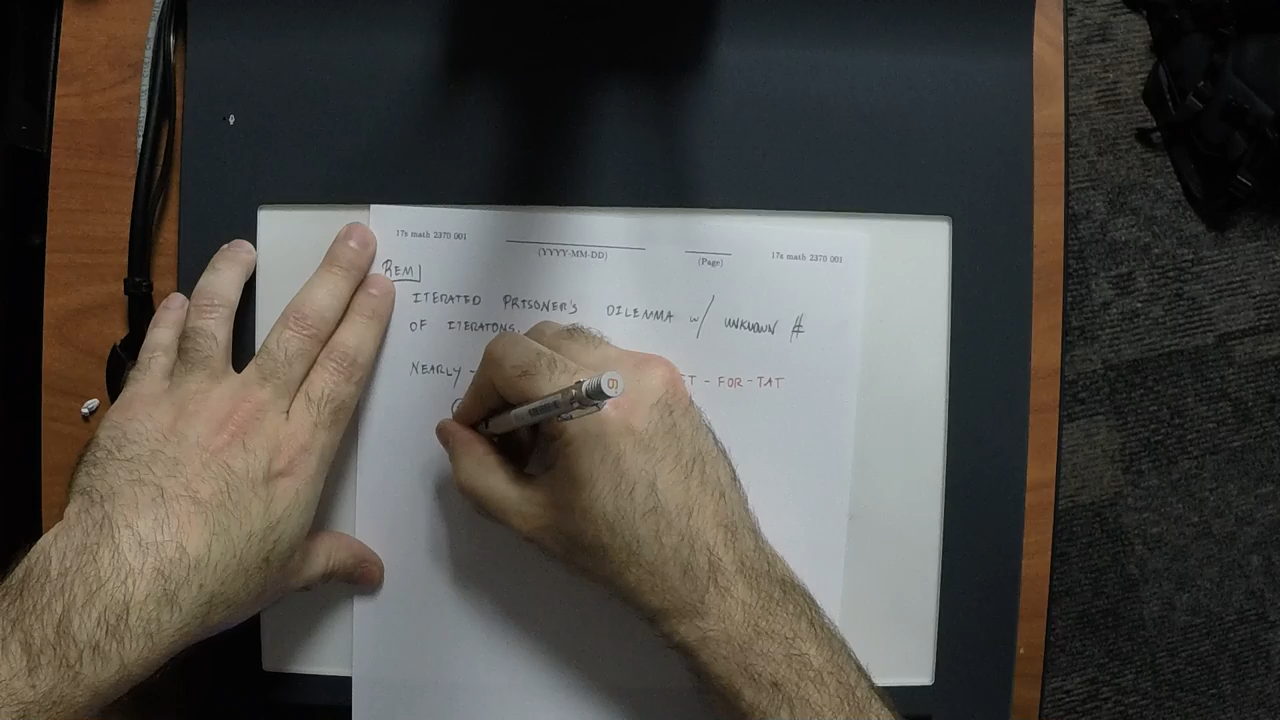 17s math 2370 001 17s math 2370 001
(YYYY-MM-DD) (Page)
REM
ITERATED PRISONER'S DILEMMA w/ UNKNOWN #
OF ITERATONS.
NEARLY - - FOR - TAT